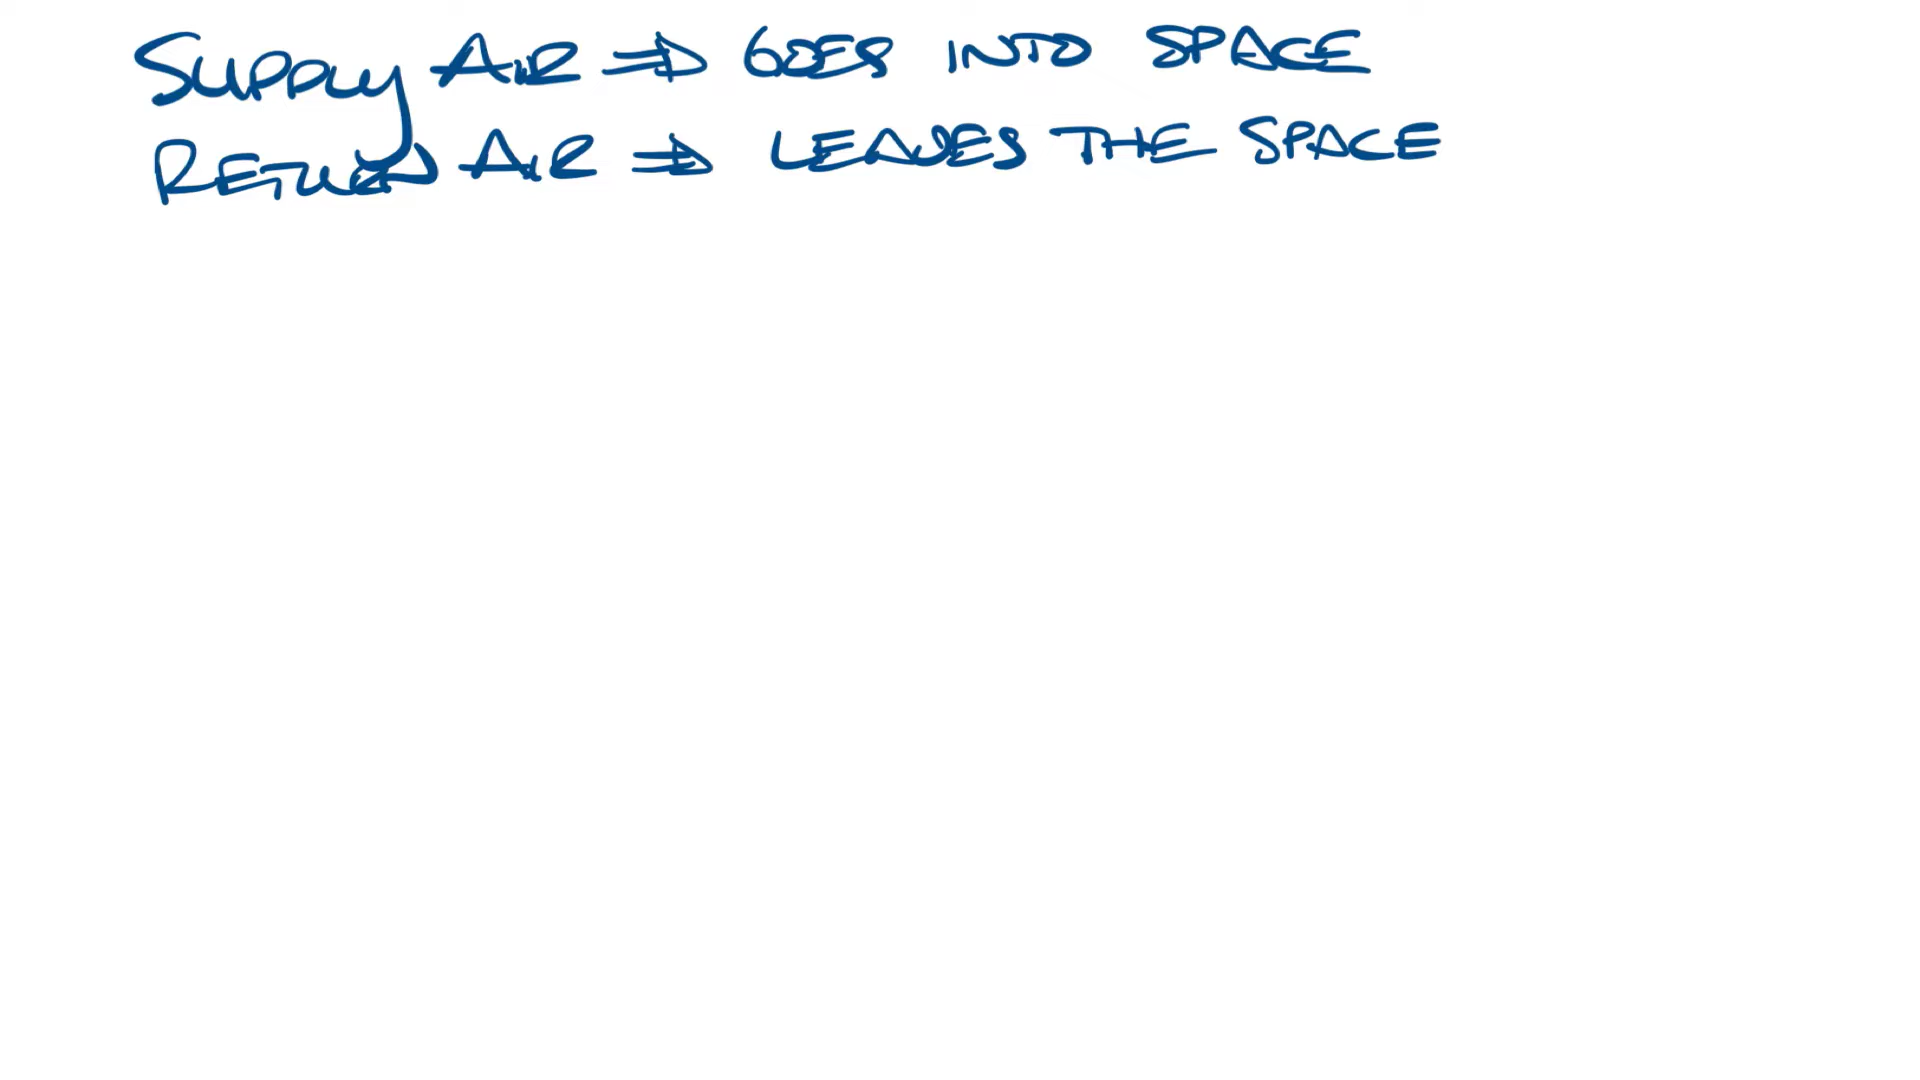 SUPPLY AIR ⇒ GOES INTO SPACE
RETURN AIR ⇒ LEAVES THE SPACE